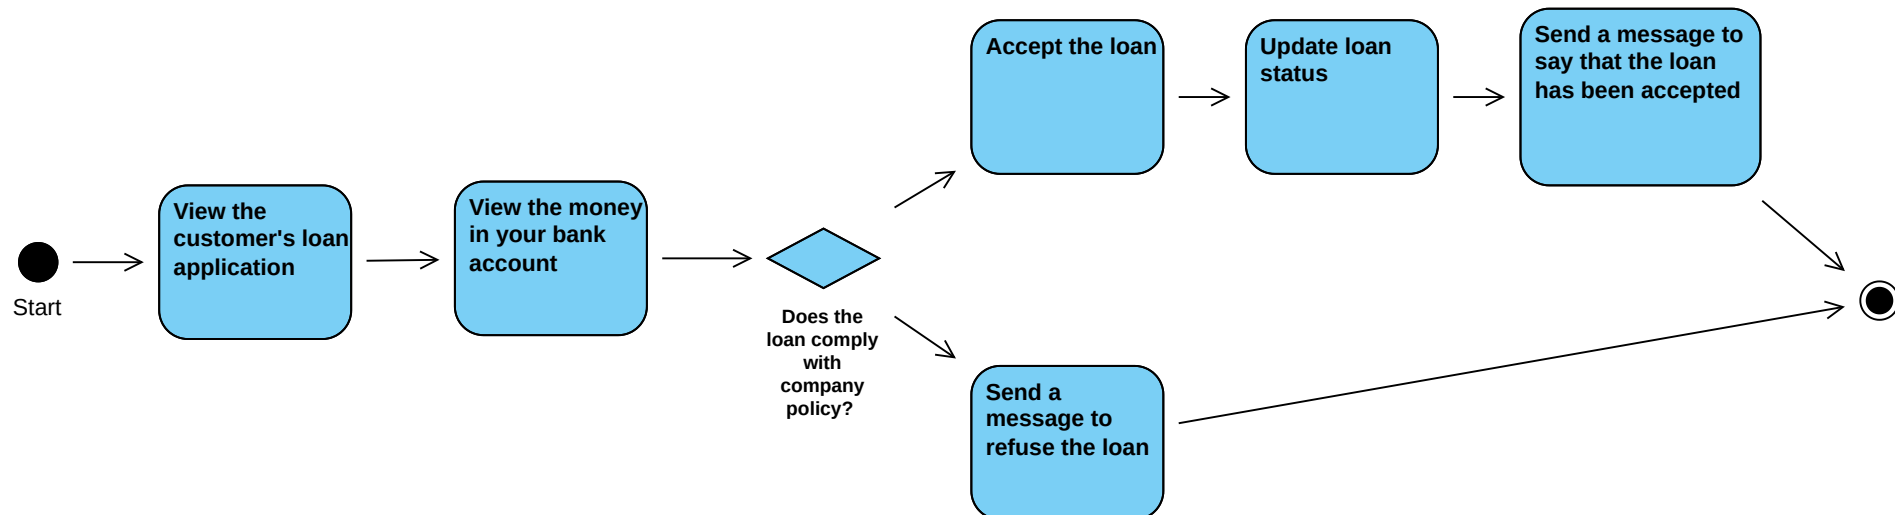 Start
View the
customer's loan
application
View the money
in your bank
account
Does the
loan comply
with
company
policy?
Accept the loan
Update loan
status
Send a message to
say that the loan
has been accepted
Send a
message to
refuse the loan